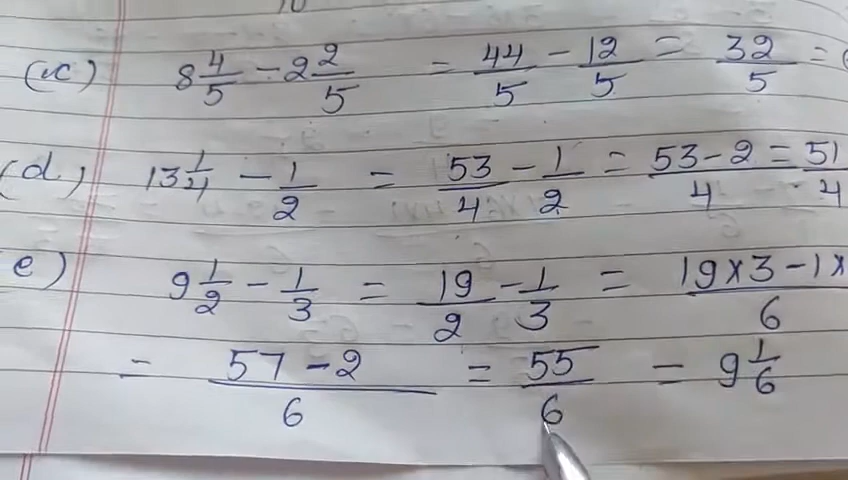 (c) 8 4/5 - 2 2/5 = 44/5 - 12/5 = 32/5 =
(d) 13 1/4 - 1/2 = 53/4 - 1/2 = 53-2/4 = 51/4
e) 9 1/2 - 1/3 = 19/2 - 1/3 = 19×3-1×/6
= 57-2/6 = 55/6 = 9 1/6